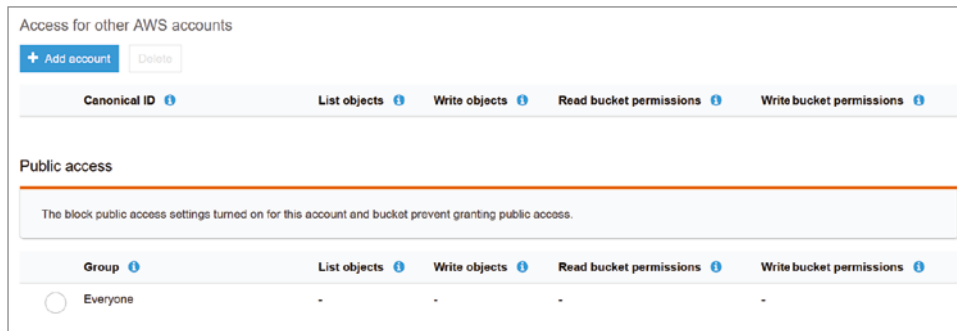 Access for other AWS accounts
+ Add account Delete
Canonical ID List objects Write objects Read bucket permissions Write bucket permissions
Public access
The block public access settings turned on for this account and bucket prevent granting public access.
Group List objects Write objects Read bucket permissions Write bucket permissions
Everyone - - - -